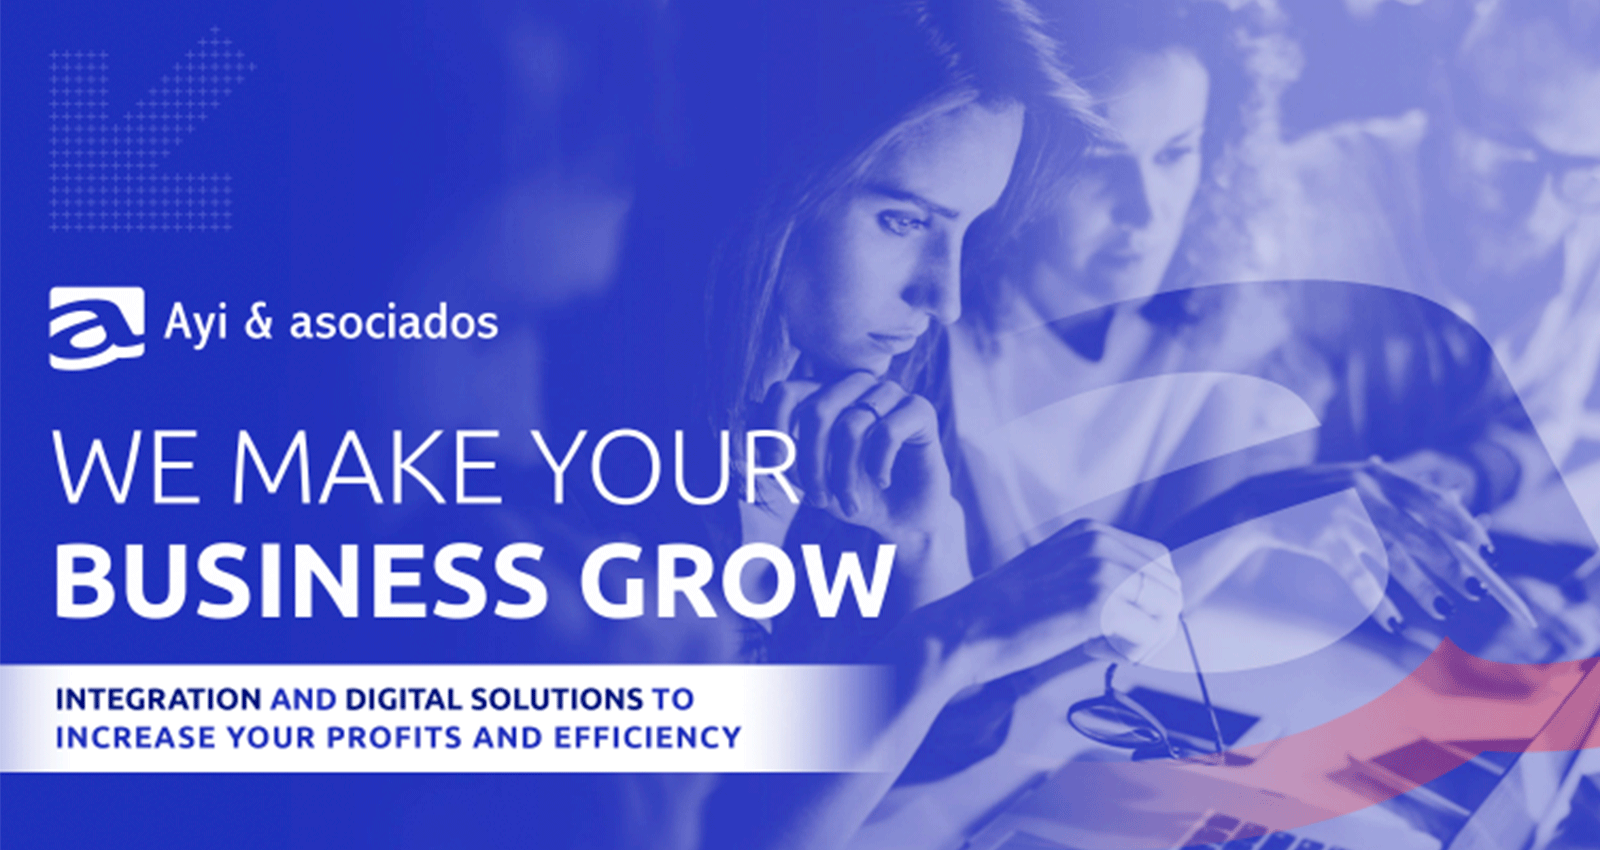 Ayi & asociados
WE MAKE YOUR
BUSINESS GROW
INTEGRATION AND DIGITAL SOLUTIONS TO
INCREASE YOUR PROFITS AND EFFICIENCY